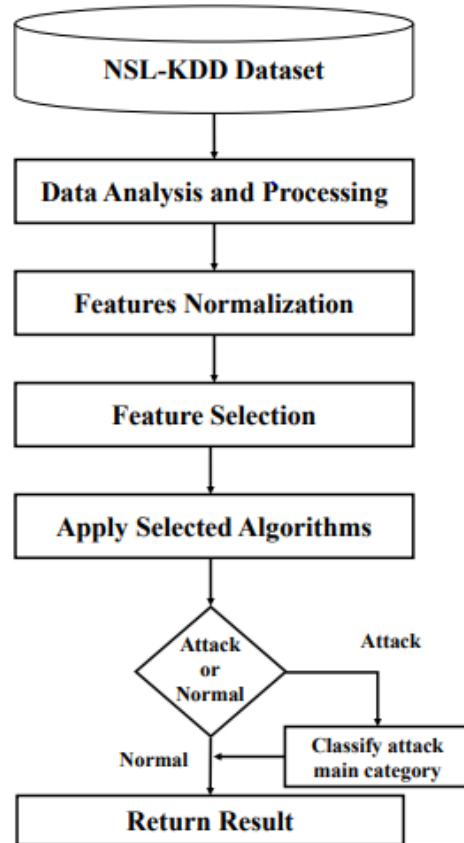 NSL-KDD Dataset
Data Analysis and Processing
Features Normalization
Feature Selection
Apply Selected Algorithms
Attack
or
Normal
Attack
Classify attack
main category
Normal
Return Result